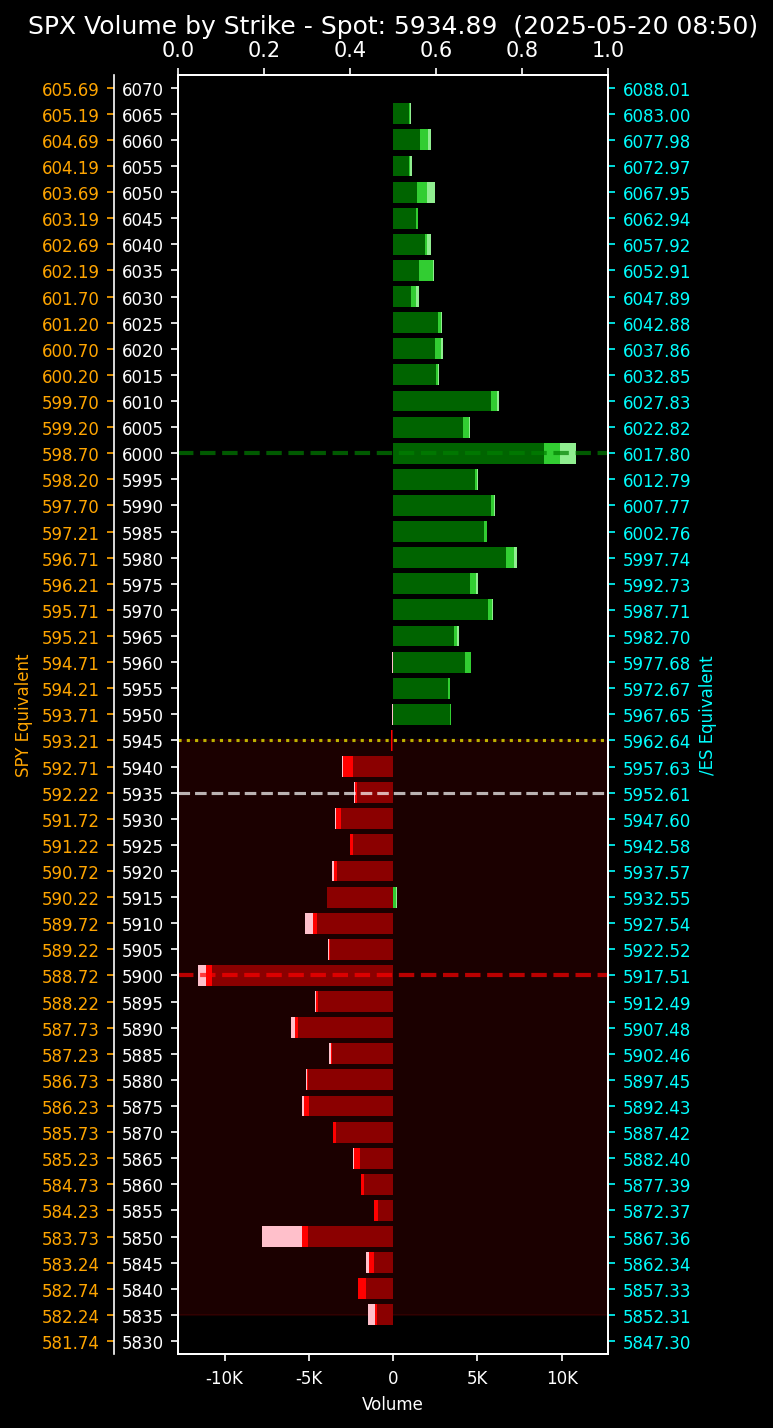 SPX Volume by Strike - Spot: 5934.89  (2025-05-20 08:50)
0.0 0.2 0.4 0.6 0.8 1.0
605.69 6070 6088.01
605.19 6065 6083.00
604.69 6060 6077.98
604.19 6055 6072.97
603.69 6050 6067.95
603.19 6045 6062.94
602.69 6040 6057.92
602.19 6035 6052.91
601.70 6030 6047.89
601.20 6025 6042.88
600.70 6020 6037.86
600.20 6015 6032.85
599.70 6010 6027.83
599.20 6005 6022.82
598.70 6000 6017.80
598.20 5995 6012.79
597.70 5990 6007.77
597.21 5985 6002.76
596.71 5980 5997.74
596.21 5975 5992.73
595.71 5970 5987.71
595.21 5965 5982.70
594.71 5960 5977.68
594.21 5955 5972.67
593.71 5950 5967.65
593.21 5945 5962.64
592.71 5940 5957.63
592.22 5935 5952.61
591.72 5930 5947.60
591.22 5925 5942.58
590.72 5920 5937.57
590.22 5915 5932.55
589.72 5910 5927.54
589.22 5905 5922.52
588.72 5900 5917.51
588.22 5895 5912.49
587.73 5890 5907.48
587.23 5885 5902.46
586.73 5880 5897.45
586.23 5875 5892.43
585.73 5870 5887.42
585.23 5865 5882.40
584.73 5860 5877.39
584.23 5855 5872.37
583.73 5850 5867.36
583.24 5845 5862.34
582.74 5840 5857.33
582.24 5835 5852.31
581.74 5830 5847.30
SPY Equivalent
/ES Equivalent
-10K -5K 0 5K 10K
Volume